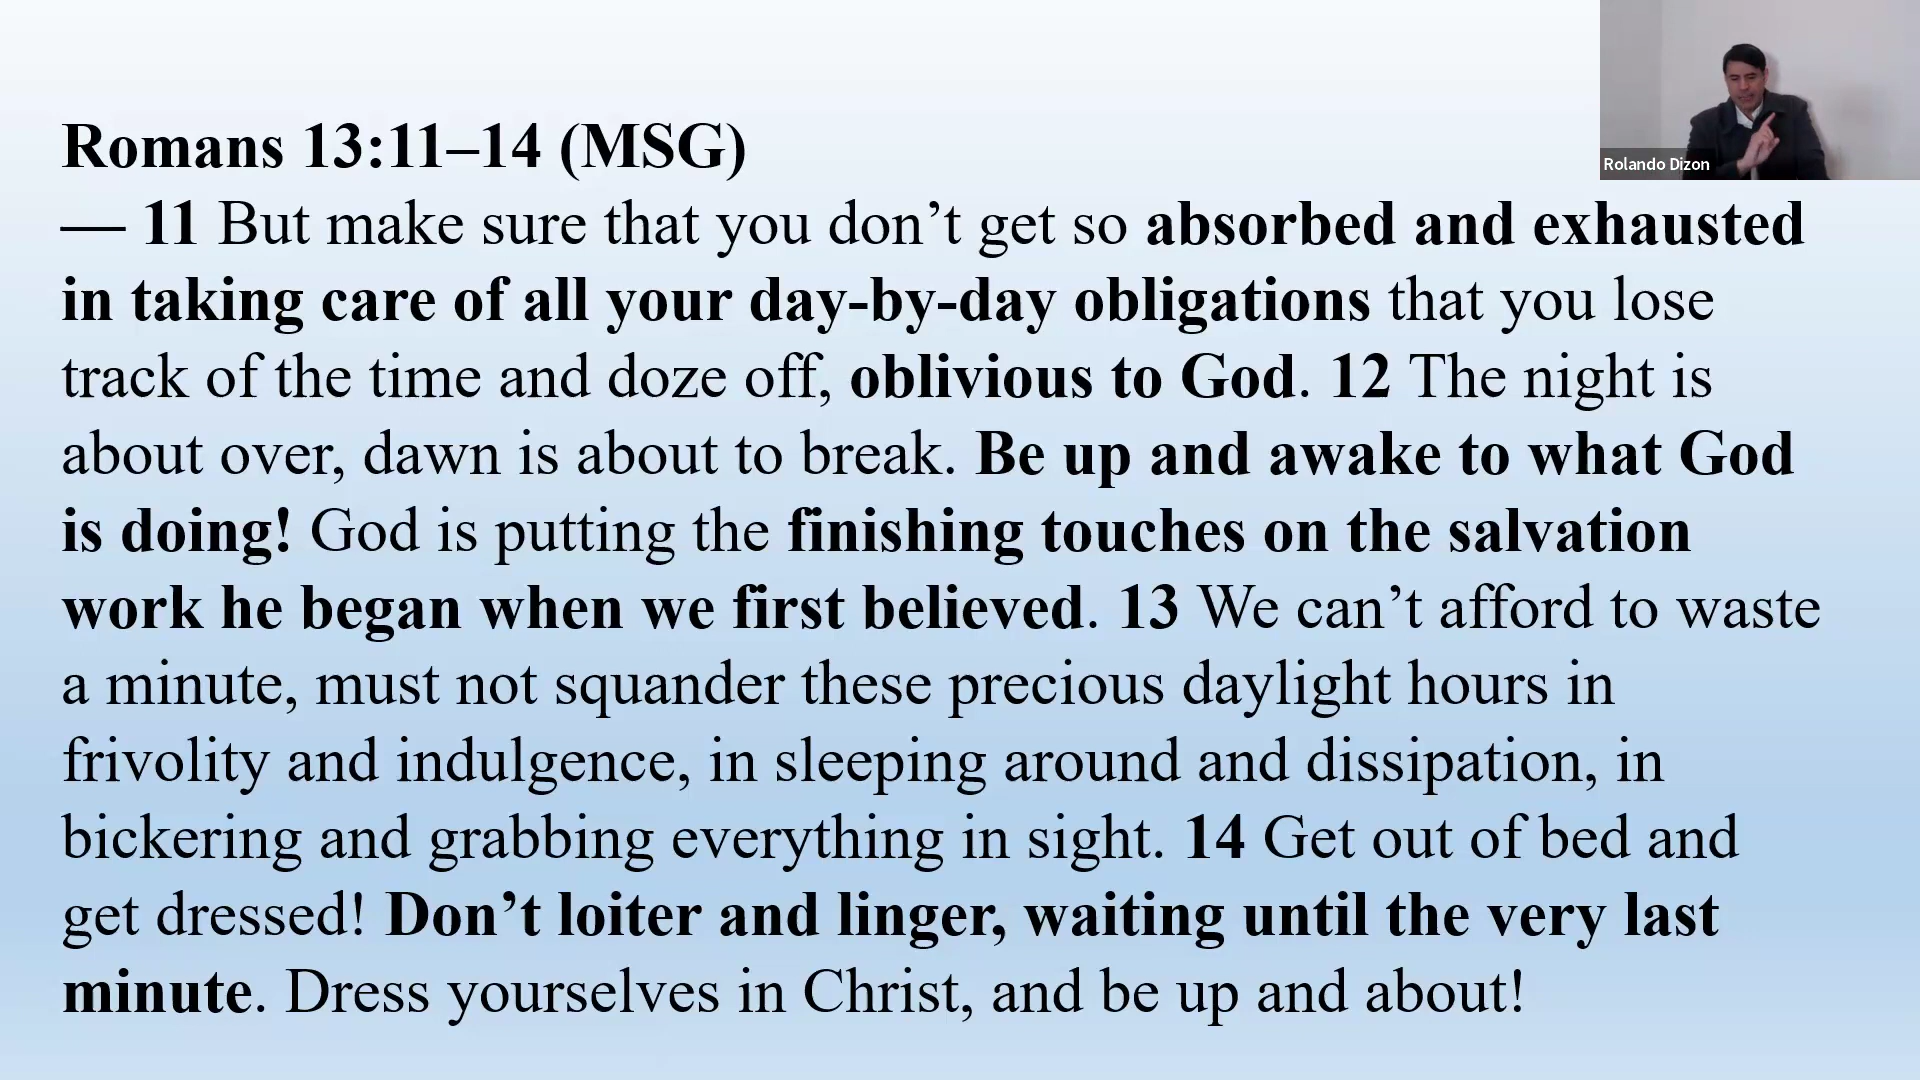 Rolando Dizon
Romans 13:11–14 (MSG)
— 11 But make sure that you don’t get so absorbed and exhausted
in taking care of all your day-by-day obligations that you lose
track of the time and doze off, oblivious to God. 12 The night is
about over, dawn is about to break. Be up and awake to what God
is doing! God is putting the finishing touches on the salvation
work he began when we first believed. 13 We can’t afford to waste
a minute, must not squander these precious daylight hours in
frivolity and indulgence, in sleeping around and dissipation, in
bickering and grabbing everything in sight. 14 Get out of bed and
get dressed! Don’t loiter and linger, waiting until the very last
minute. Dress yourselves in Christ, and be up and about!